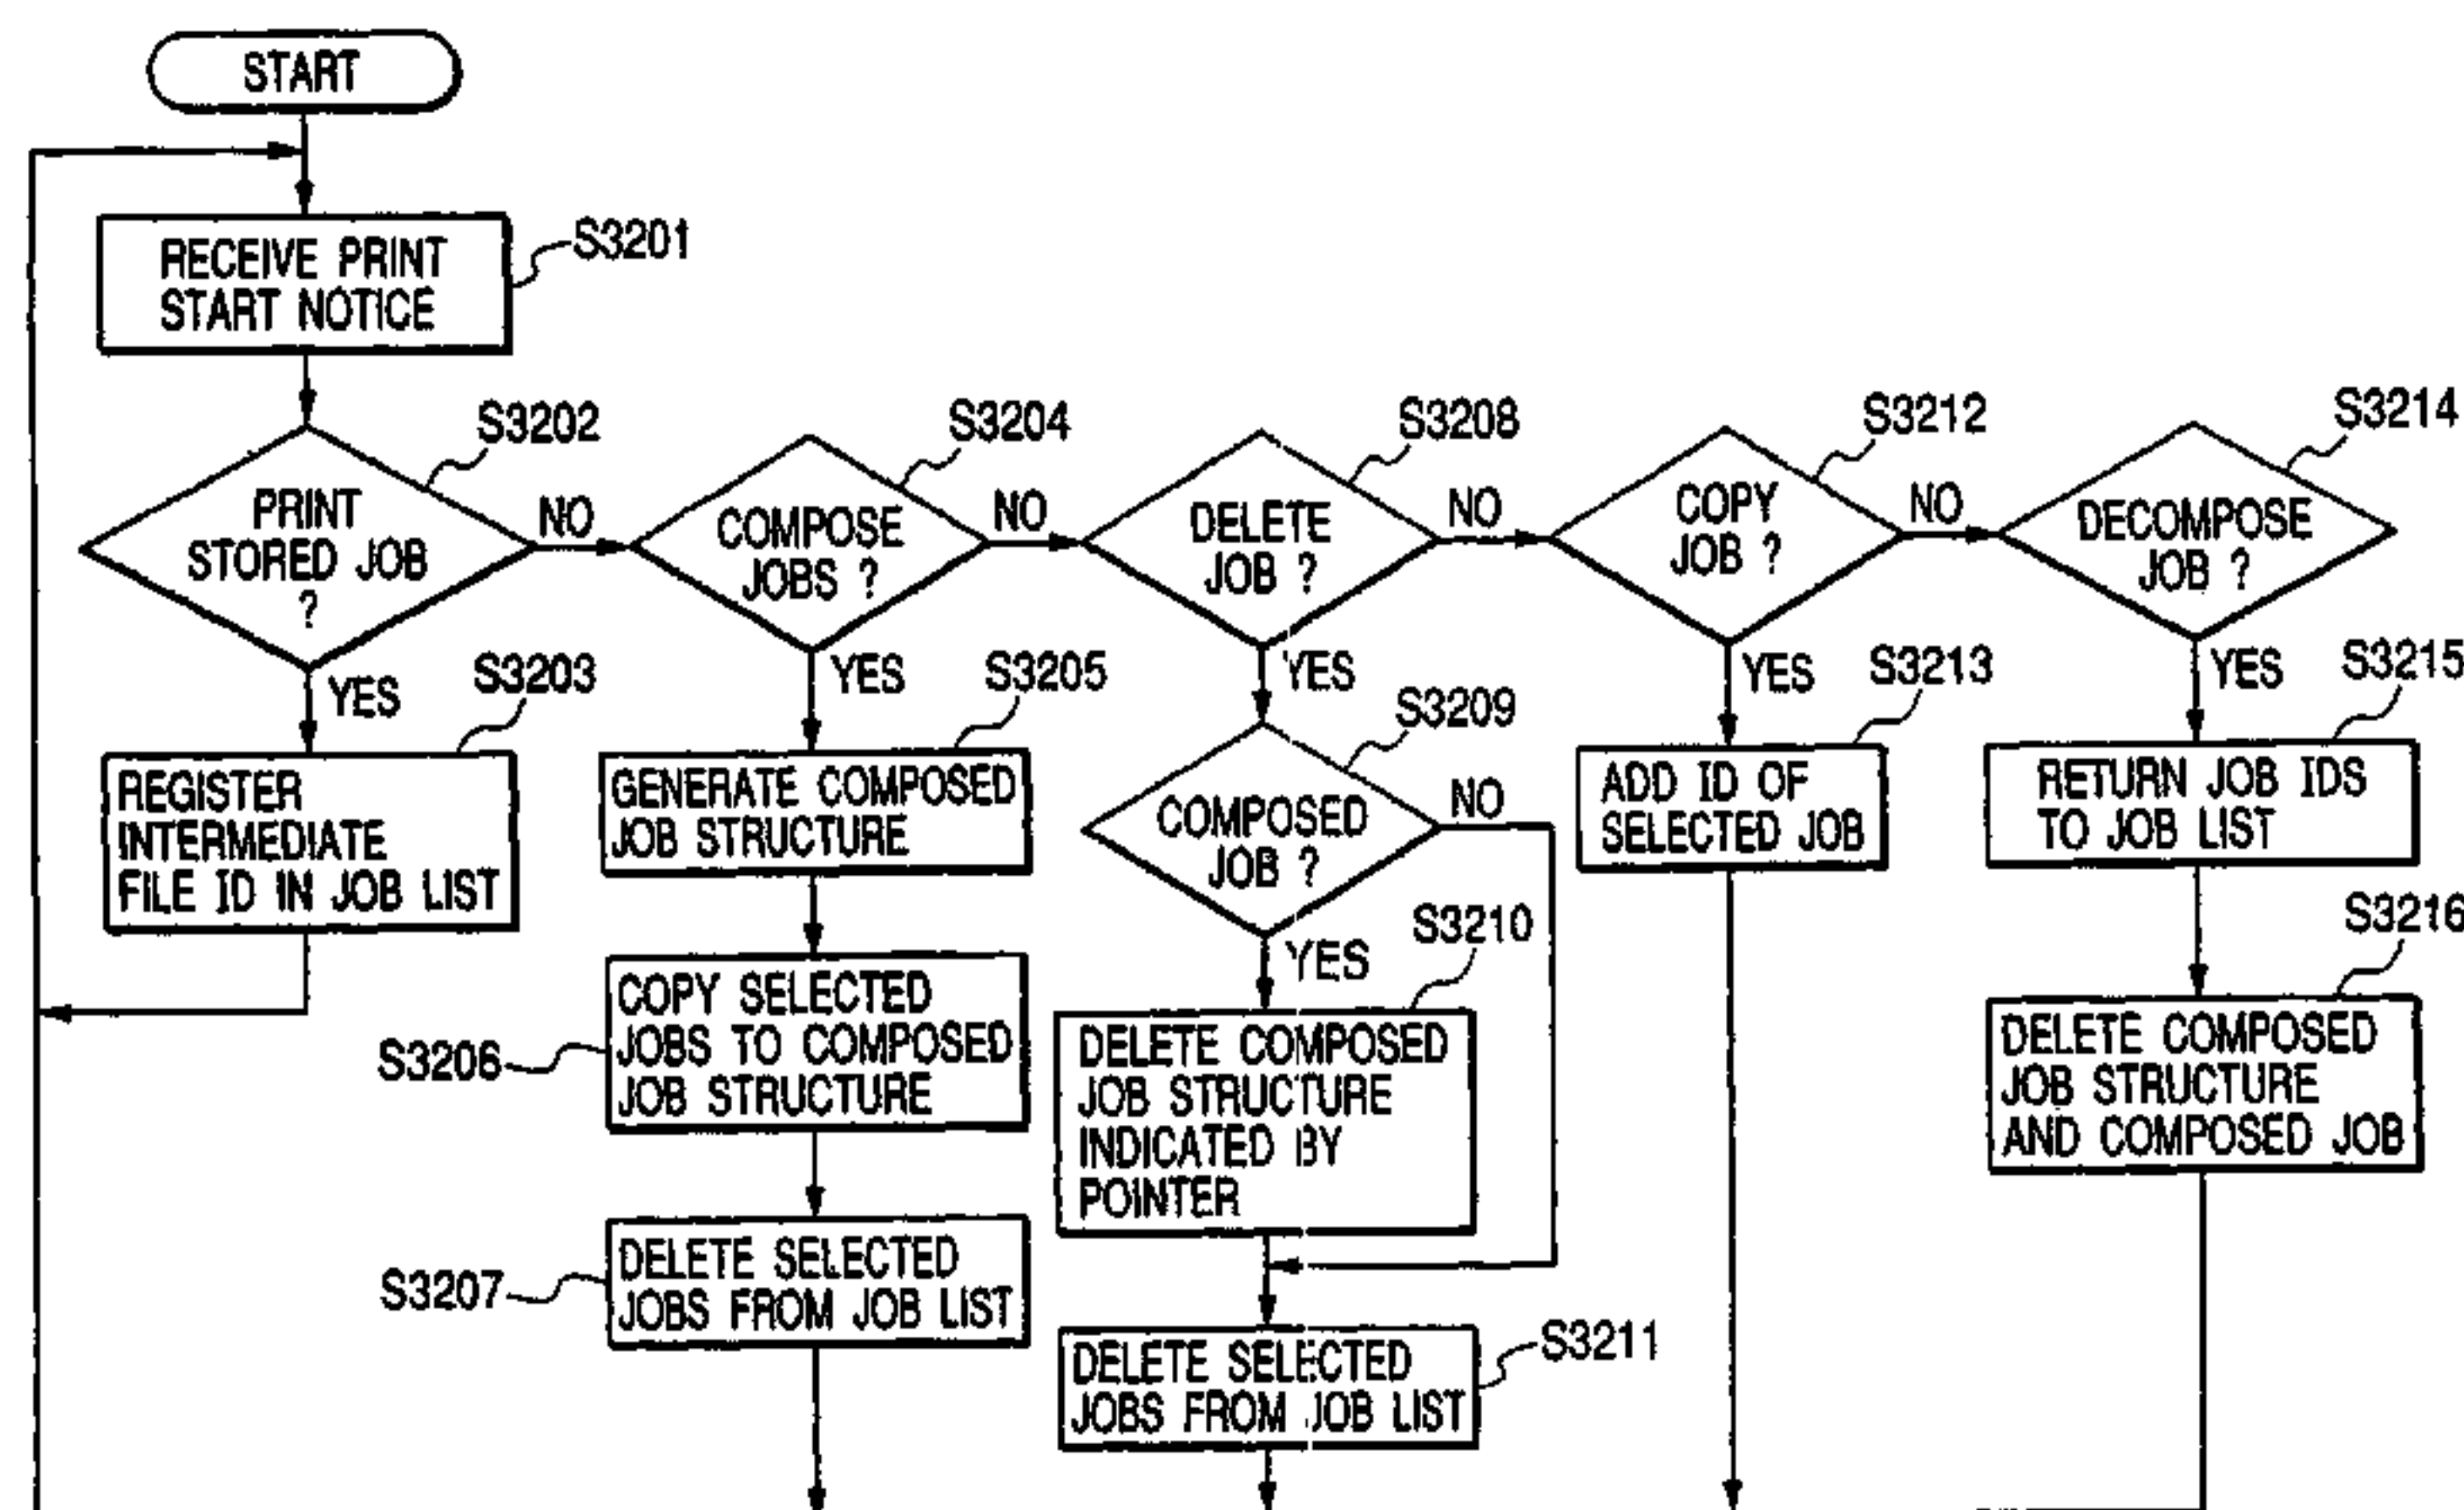 START
RECEIVE PRINT
START NOTICE
S3201
PRINT
STORED JOB
?
S3202
NO
YES
REGISTER
INTERMEDIATE
FILE ID IN JOB LIST
S3203
COMPOSE
JOBS ?
S3204
NO
YES
GENERATE COMPOSED
JOB STRUCTURE
S3205
COPY SELECTED
JOBS TO COMPOSED
JOB STRUCTURE
S3206
DELETE SELECTED
JOBS FROM JOB LIST
S3207
DELETE
JOB ?
S3208
NO
YES
COMPOSED
JOB ?
S3209
NO
YES
DELETE COMPOSED
JOB STRUCTURE
INDICATED BY
POINTER
S3210
DELETE SELECTED
JOBS FROM JOB LIST
S3211
COPY
JOB ?
S3212
NO
YES
ADD ID OF
SELECTED JOB
S3213
DECOMPOSE
JOB ?
S3214
YES
RETURN JOB IDS
TO JOB LIST
S3215
DELETE COMPOSED
JOB STRUCTURE
AND COMPOSED JOB
S3216